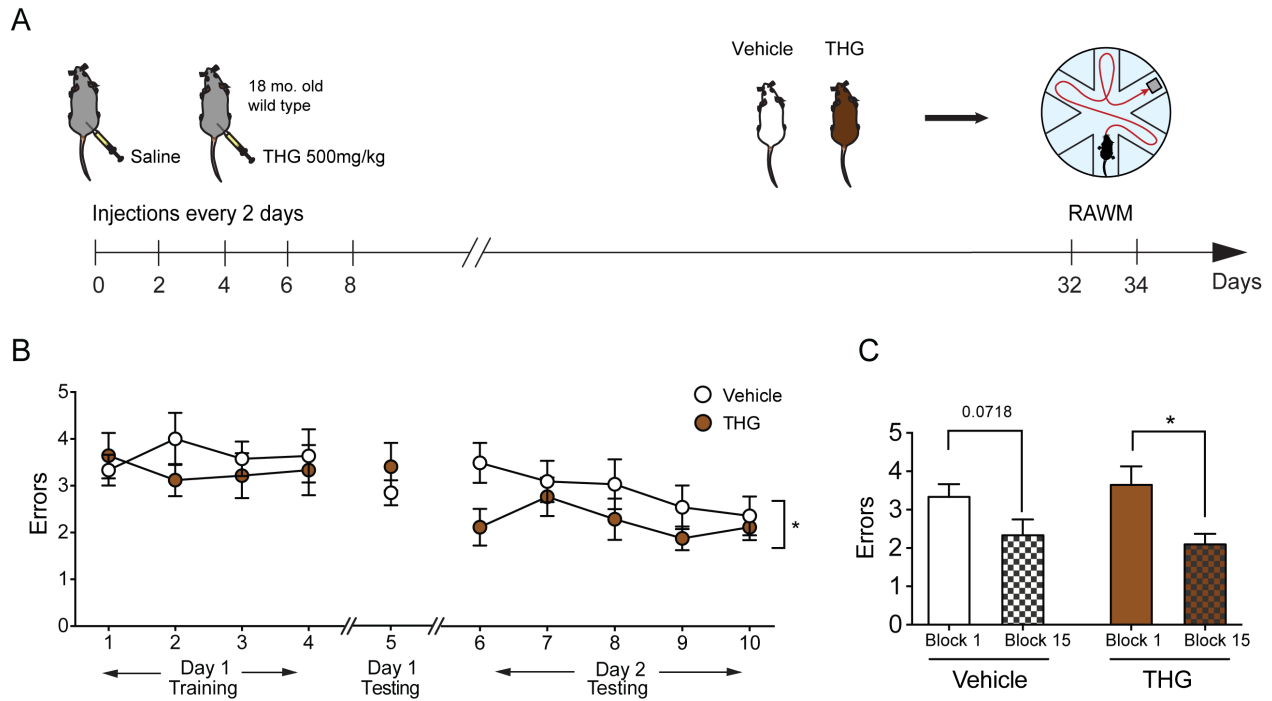 A
Vehicle THG
18 mo. old
wild type
Saline THG 500mg/kg
Injections every 2 days
RAWM
0 2 4 6 8 32 34 Days
B
5
4
3
2
1
0
Errors
Vehicle
THG
*
1 2 3 4 5 6 7 8 9 10
Day 1
Training
Day 1
Testing
Day 2
Testing
C
0.0718
*
5
4
3
2
1
0
Errors
Block 1 Block 15 Block 1 Block 15
Vehicle THG